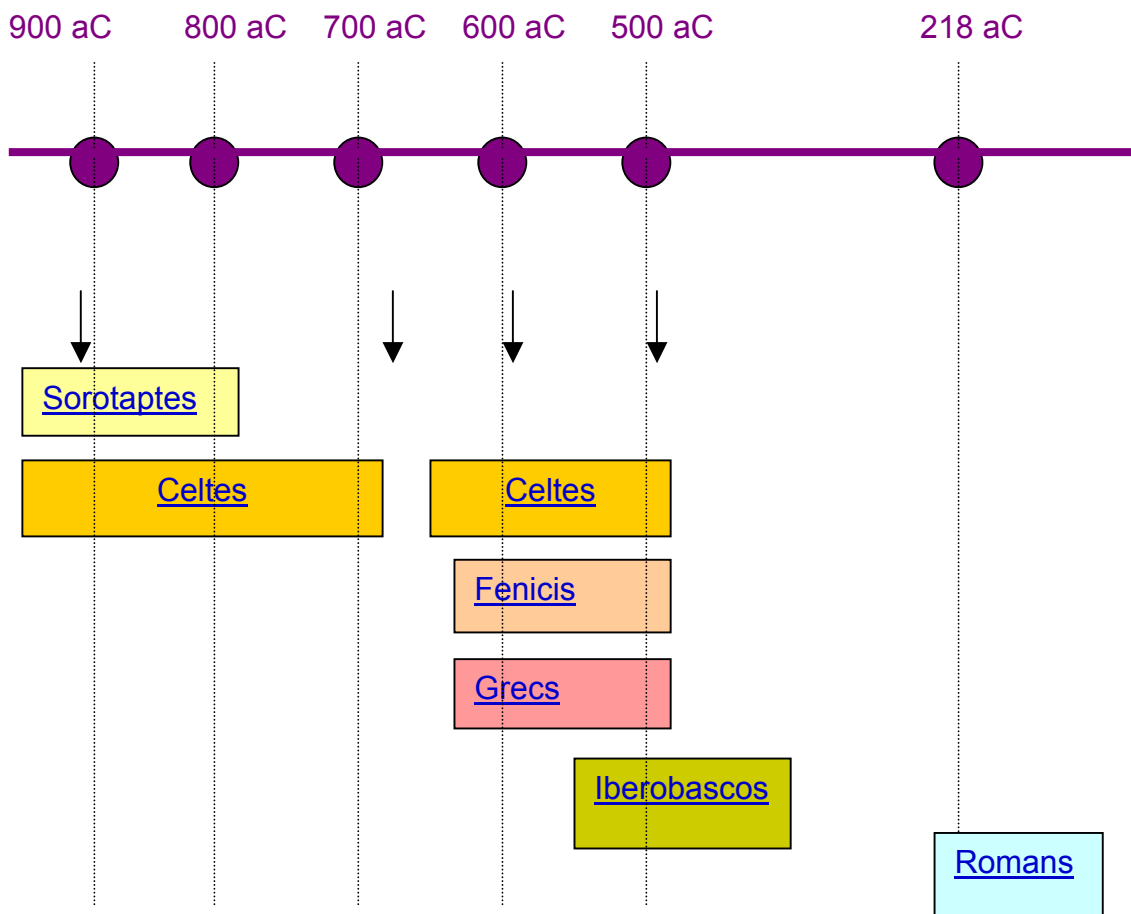 900 aC 800 aC 700 aC 600 aC 500 aC 218 aC
Sorotaptes
Celtes Celtes
Fenicis
Grecs
Iberobascos
Romans